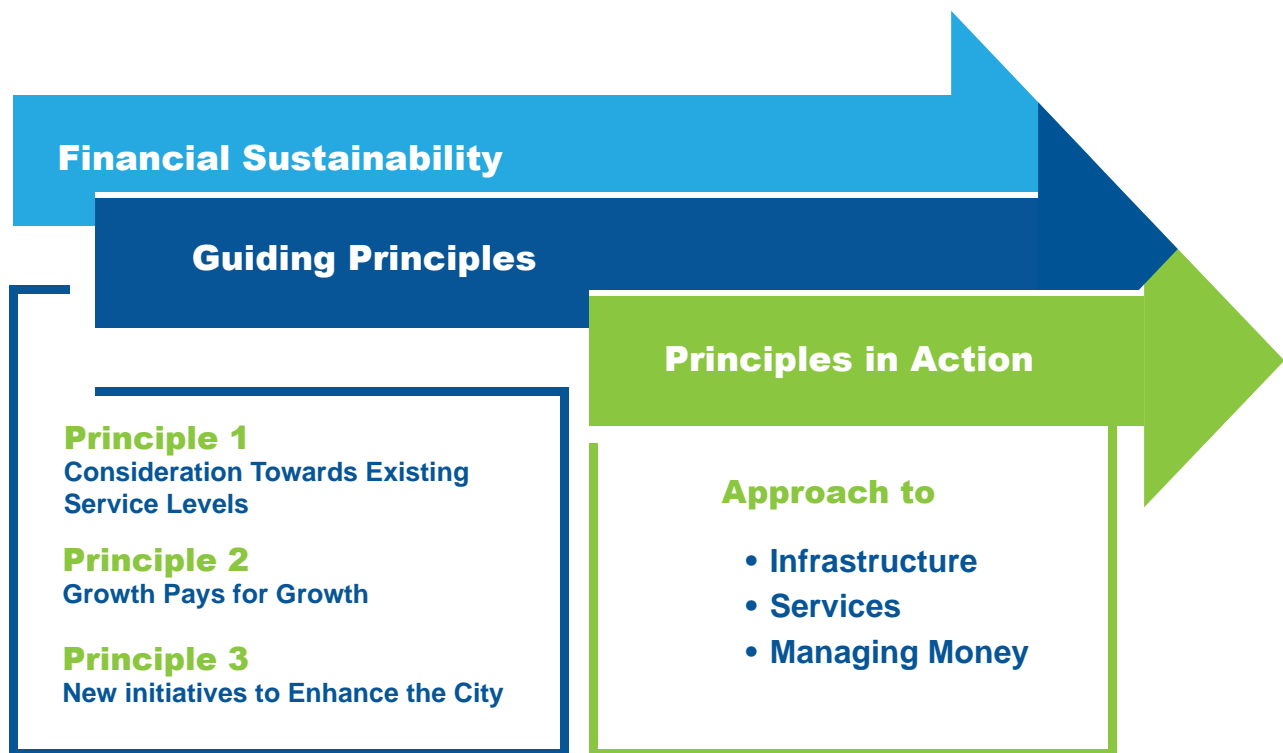 Financial Sustainability
Guiding Principles
Principles in Action
Principle 1
Consideration Towards Existing
Service Levels
Principle 2
Growth Pays for Growth
Principle 3
New initiatives to Enhance the City
Approach to
• Infrastructure
• Services
• Managing Money